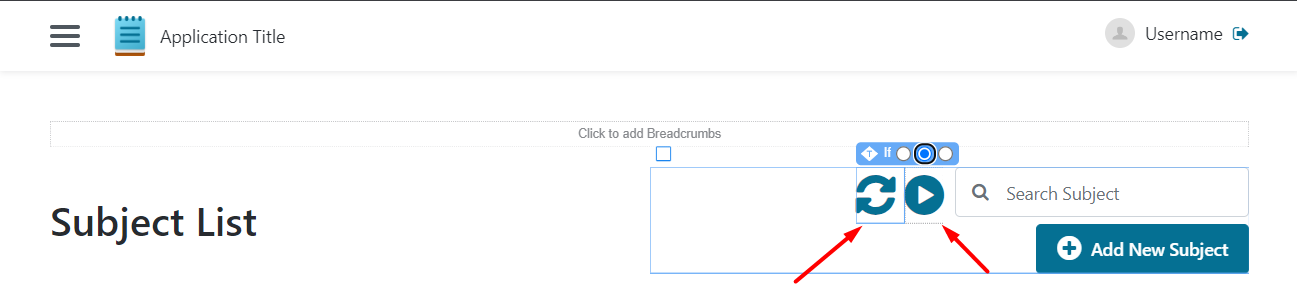 Application Title
Username
Click to add Breadcrumbs
If
Subject List
Search Subject
Add New Subject